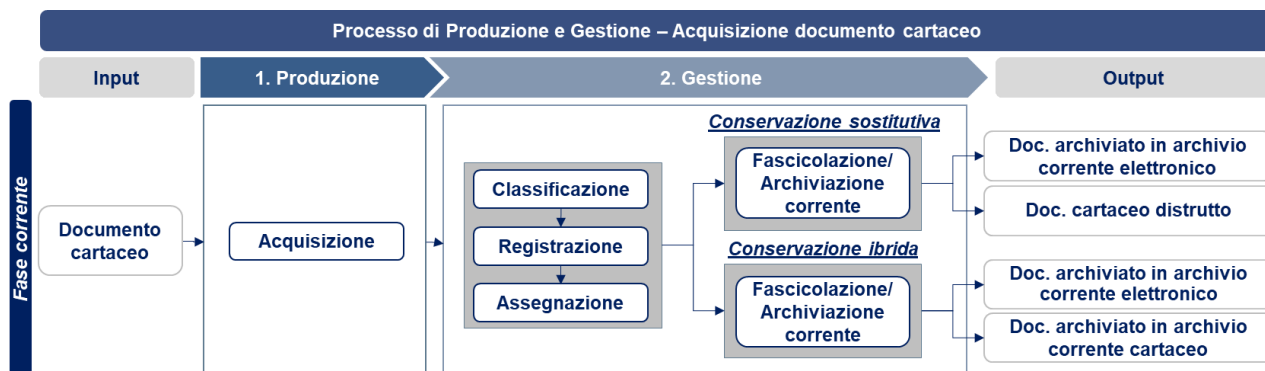 Processo di Produzione e Gestione – Acquisizione documento cartaceo
Input
1. Produzione
2. Gestione
Output
Fase corrente
Documento
cartaceo
Acquisizione
Classificazione
Registrazione
Assegnazione
Conservazione sostitutiva
Fascicolazione/
Archiviazione
corrente
Conservazione ibrida
Fascicolazione/
Archiviazione
corrente
Doc. archiviato in archivio
corrente elettronico
Doc. cartaceo distrutto
Doc. archiviato in archivio
corrente elettronico
Doc. archiviato in archivio
corrente cartaceo